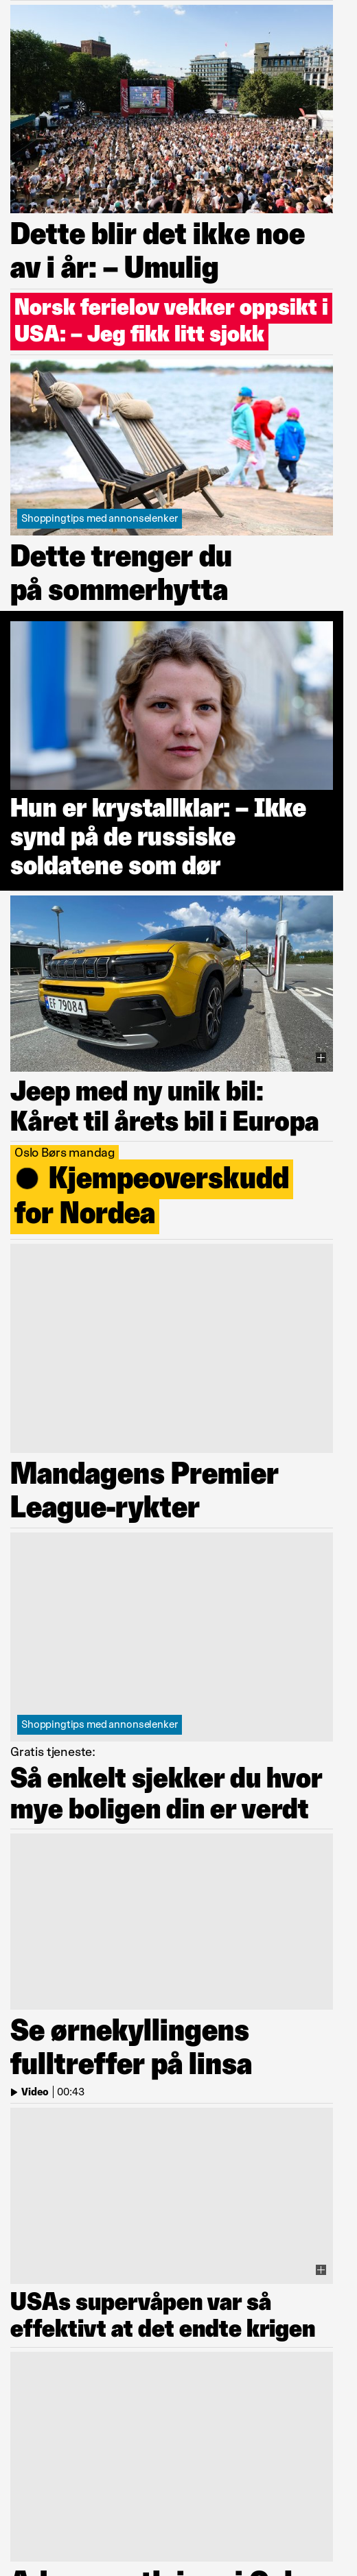 Dette blir det ikke noe
av i år: – Umulig
Norsk ferielov vekker oppsikt i
USA: – Jeg fikk litt sjokk
Shoppingtips med annonselenker
Dette trenger du
på sommerhytta
Hun er krystallklar: – Ikke
synd på de russiske
soldatene som dør
EF 79084
Jeep med ny unik bil:
Kåret til årets bil i Europa
Oslo Børs mandag
Kjempeoverskudd
for Nordea
Mandagens Premier
League-rykter
Shoppingtips med annonselenker
Gratis tjeneste:
Så enkelt sjekker du hvor
mye boligen din er verdt
Se ørnekyllingens
fulltreffer på linsa
Video | 00:43
USAs supervåpen var så
effektivt at det endte krigen